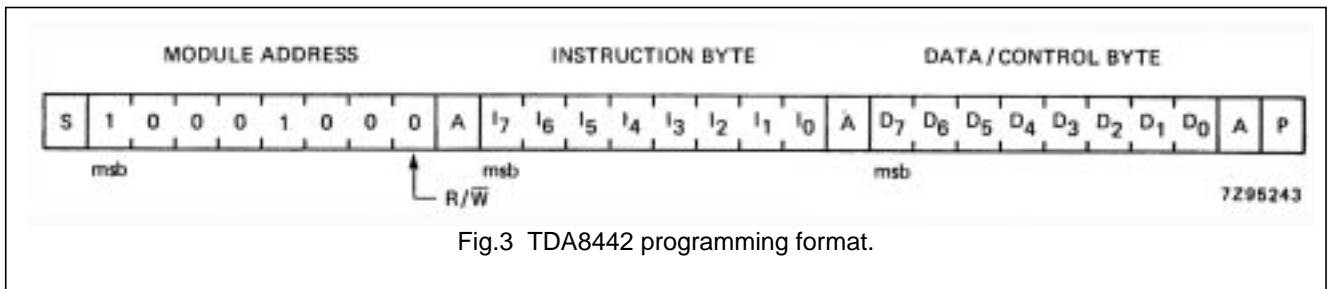 MODULE ADDRESS INSTRUCTION BYTE DATA/CONTROL BYTE
S 1 0 0 0 1 0 0 0 A I7 I6 I5 I4 I3 I2 I1 I0 A D7 D6 D5 D4 D3 D2 D1 D0 A P
msb msb msb
R/W̅ 7Z95243
Fig.3 TDA8442 programming format.